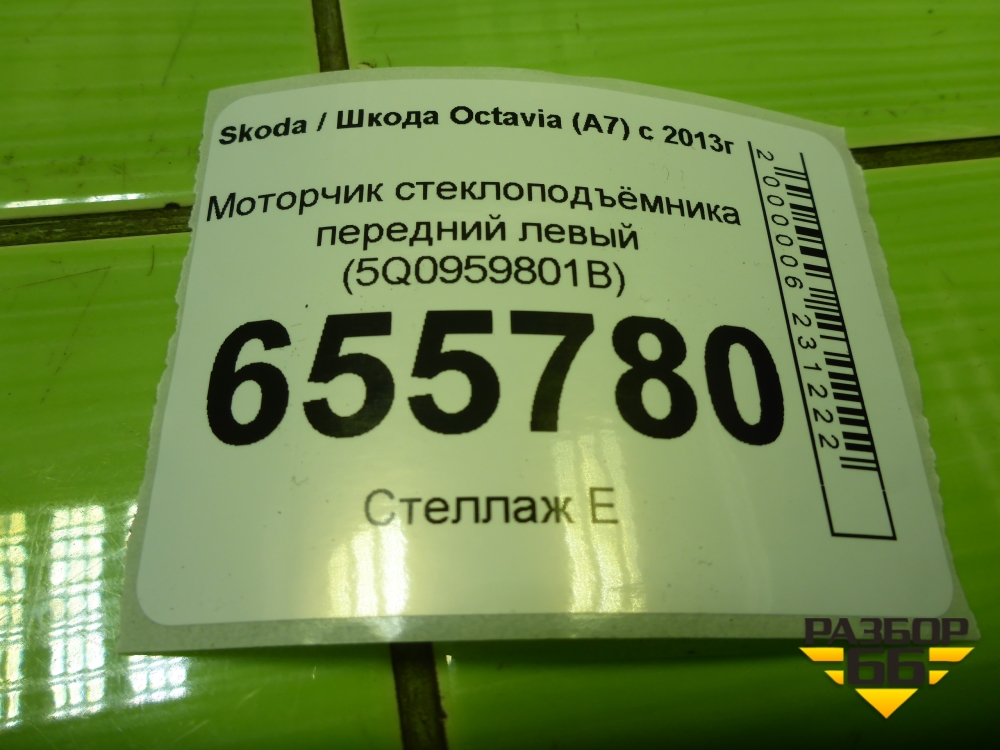 Skoda / Шкода Octavia (A7) с 2013г
Моторчик стеклоподъёмника
передний левый
(5Q0959801B)
655780
Стеллаж Е
2000006231222
РАЗБОР
66